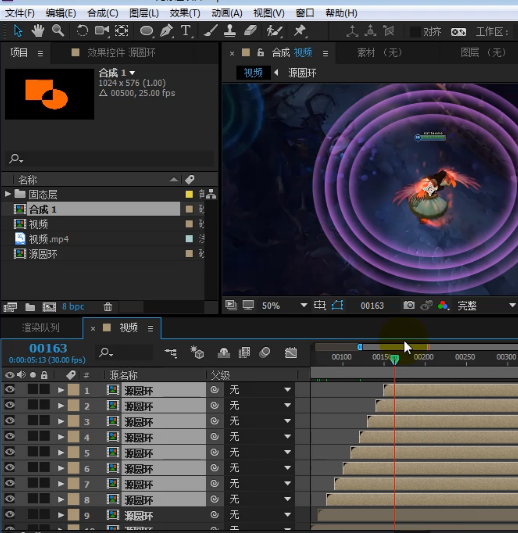 文件(F) 编辑(E) 合成(C) 图层(L) 效果(T) 动画(A) 视图(V) 窗口 帮助(H)
对齐 工作区:
项目 效果控件 源圆环
合成 视频 素材 (无) 图层 (无)
视频 源圆环
合成 1
1024 x 576 (1.00)
Δ 00500, 25.00 fps
名称
固态层
合成 1
视频
视频.mp4
源圆环
8 bpc
50% 00163 完整
渲染队列 视频
00163
0:00:05:13 (30.00 fps)
00100 00200 00300
# 源名称 父级
1 源圆环 无
2 源圆环 无
3 源圆环 无
4 源圆环 无
5 源圆环 无
6 源圆环 无
7 源圆环 无
8 源圆环 无
9 源圆环 无